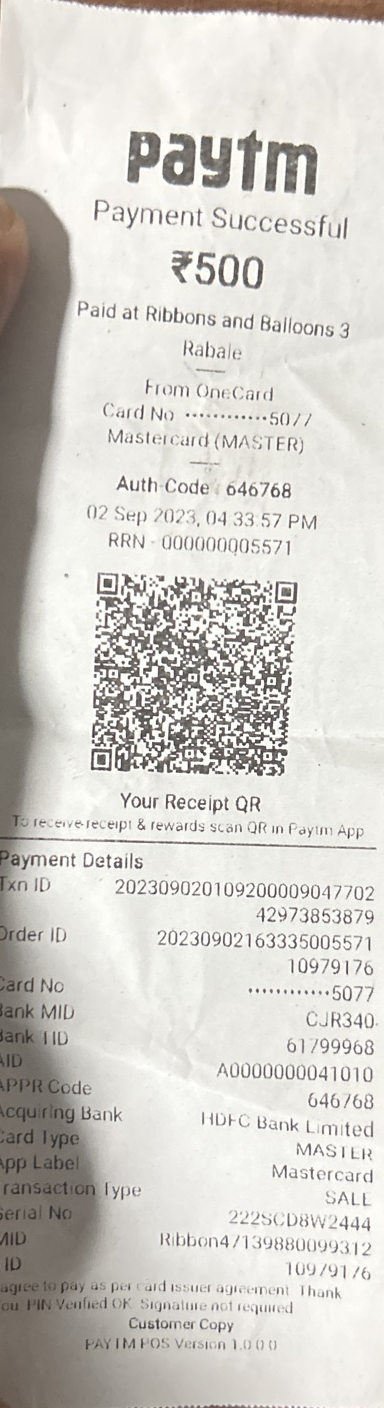 paytm
Payment Successful
₹500
Paid at Ribbons and Balloons 3
Rabale
From OneCard
Card No ············5077
Mastercard (MASTER)
Auth-Code : 646768
02 Sep 2023, 04:33:57 PM
RRN - 000000005571
Your Receipt QR
To receive receipt & rewards scan QR in Paytm App
Payment Details
Txn ID 202309020109200009047702
42973853879
Order ID 20230902163335005571
10979176
Card No ············5077
Bank MID CJR340
Bank TID 61799968
AID A0000000041010
APPR Code 646768
Acquiring Bank HDFC Bank Limited
Card Type MASTER
App Label Mastercard
Transaction Type SALE
Serial No 222SCD8W2444
MID Ribbon47139880099312
ID 10979176
agree to pay as per card issuer agreement. Thank
you. PIN Verified OK. Signature not required
Customer Copy
PAYTM POS Version 1.0.0.0